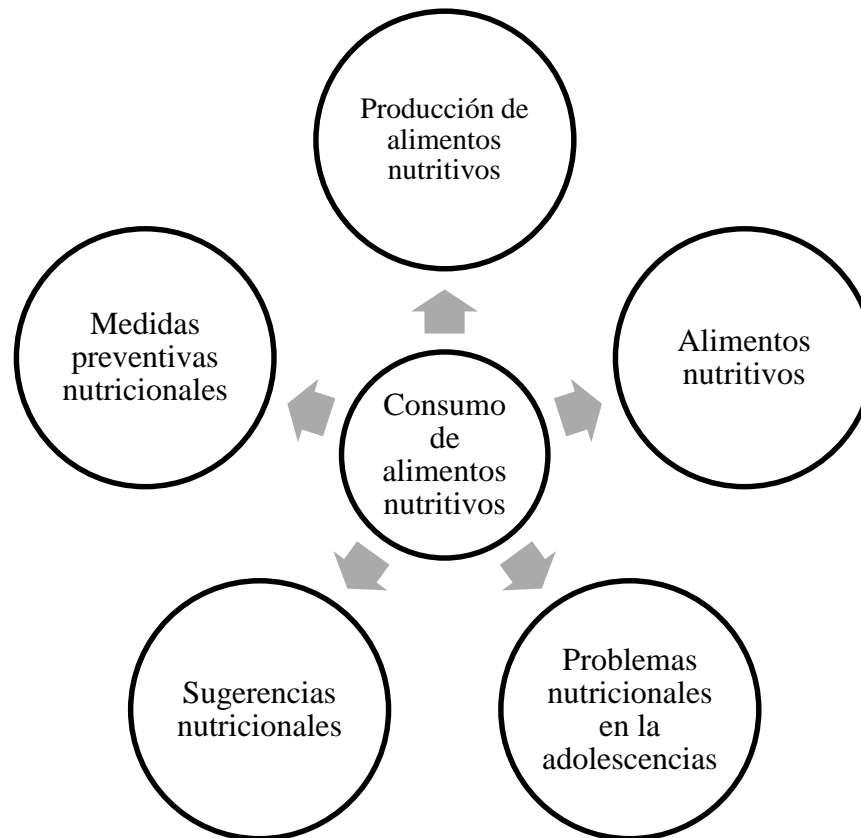 Producción de
alimentos
nutritivos
Medidas
preventivas
nutricionales
Alimentos
nutritivos
Consumo
de
alimentos
nutritivos
Sugerencias
nutricionales
Problemas
nutricionales
en la
adolescencias